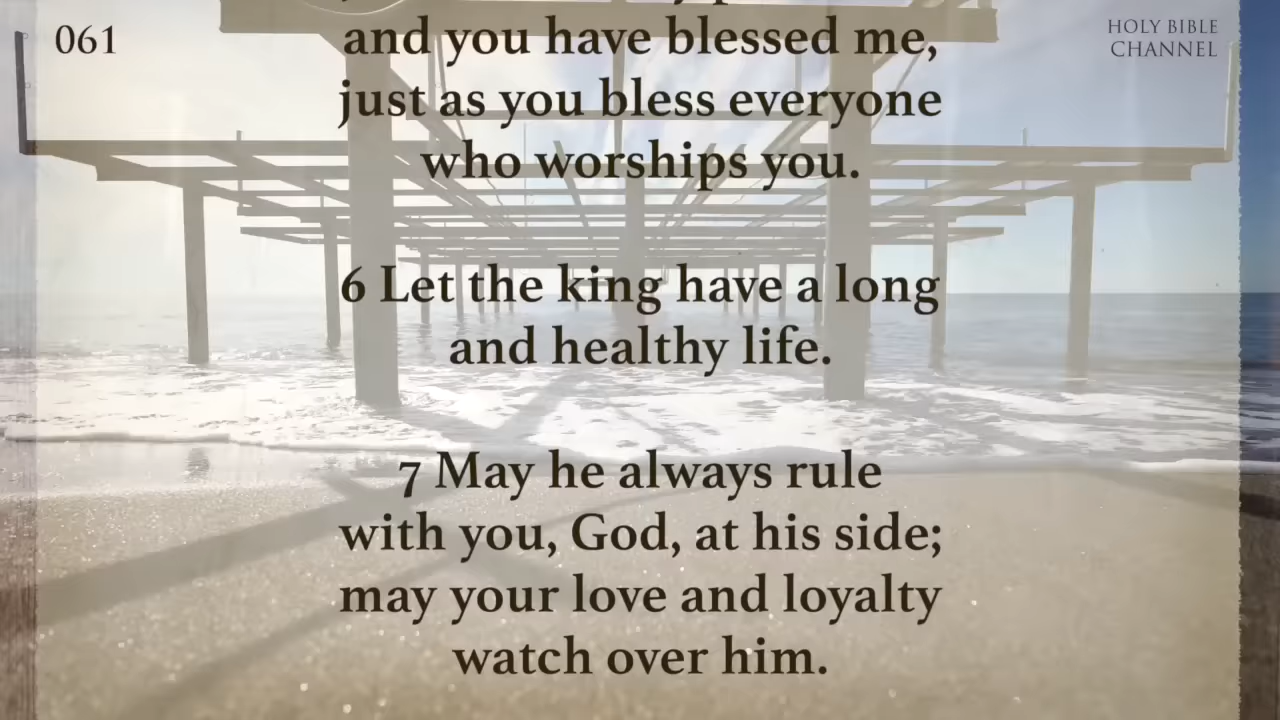 061
HOLY BIBLE
CHANNEL
and you have blessed me,
just as you bless everyone
who worships you.
6 Let the king have a long
and healthy life.
7 May he always rule
with you, God, at his side;
may your love and loyalty
watch over him.